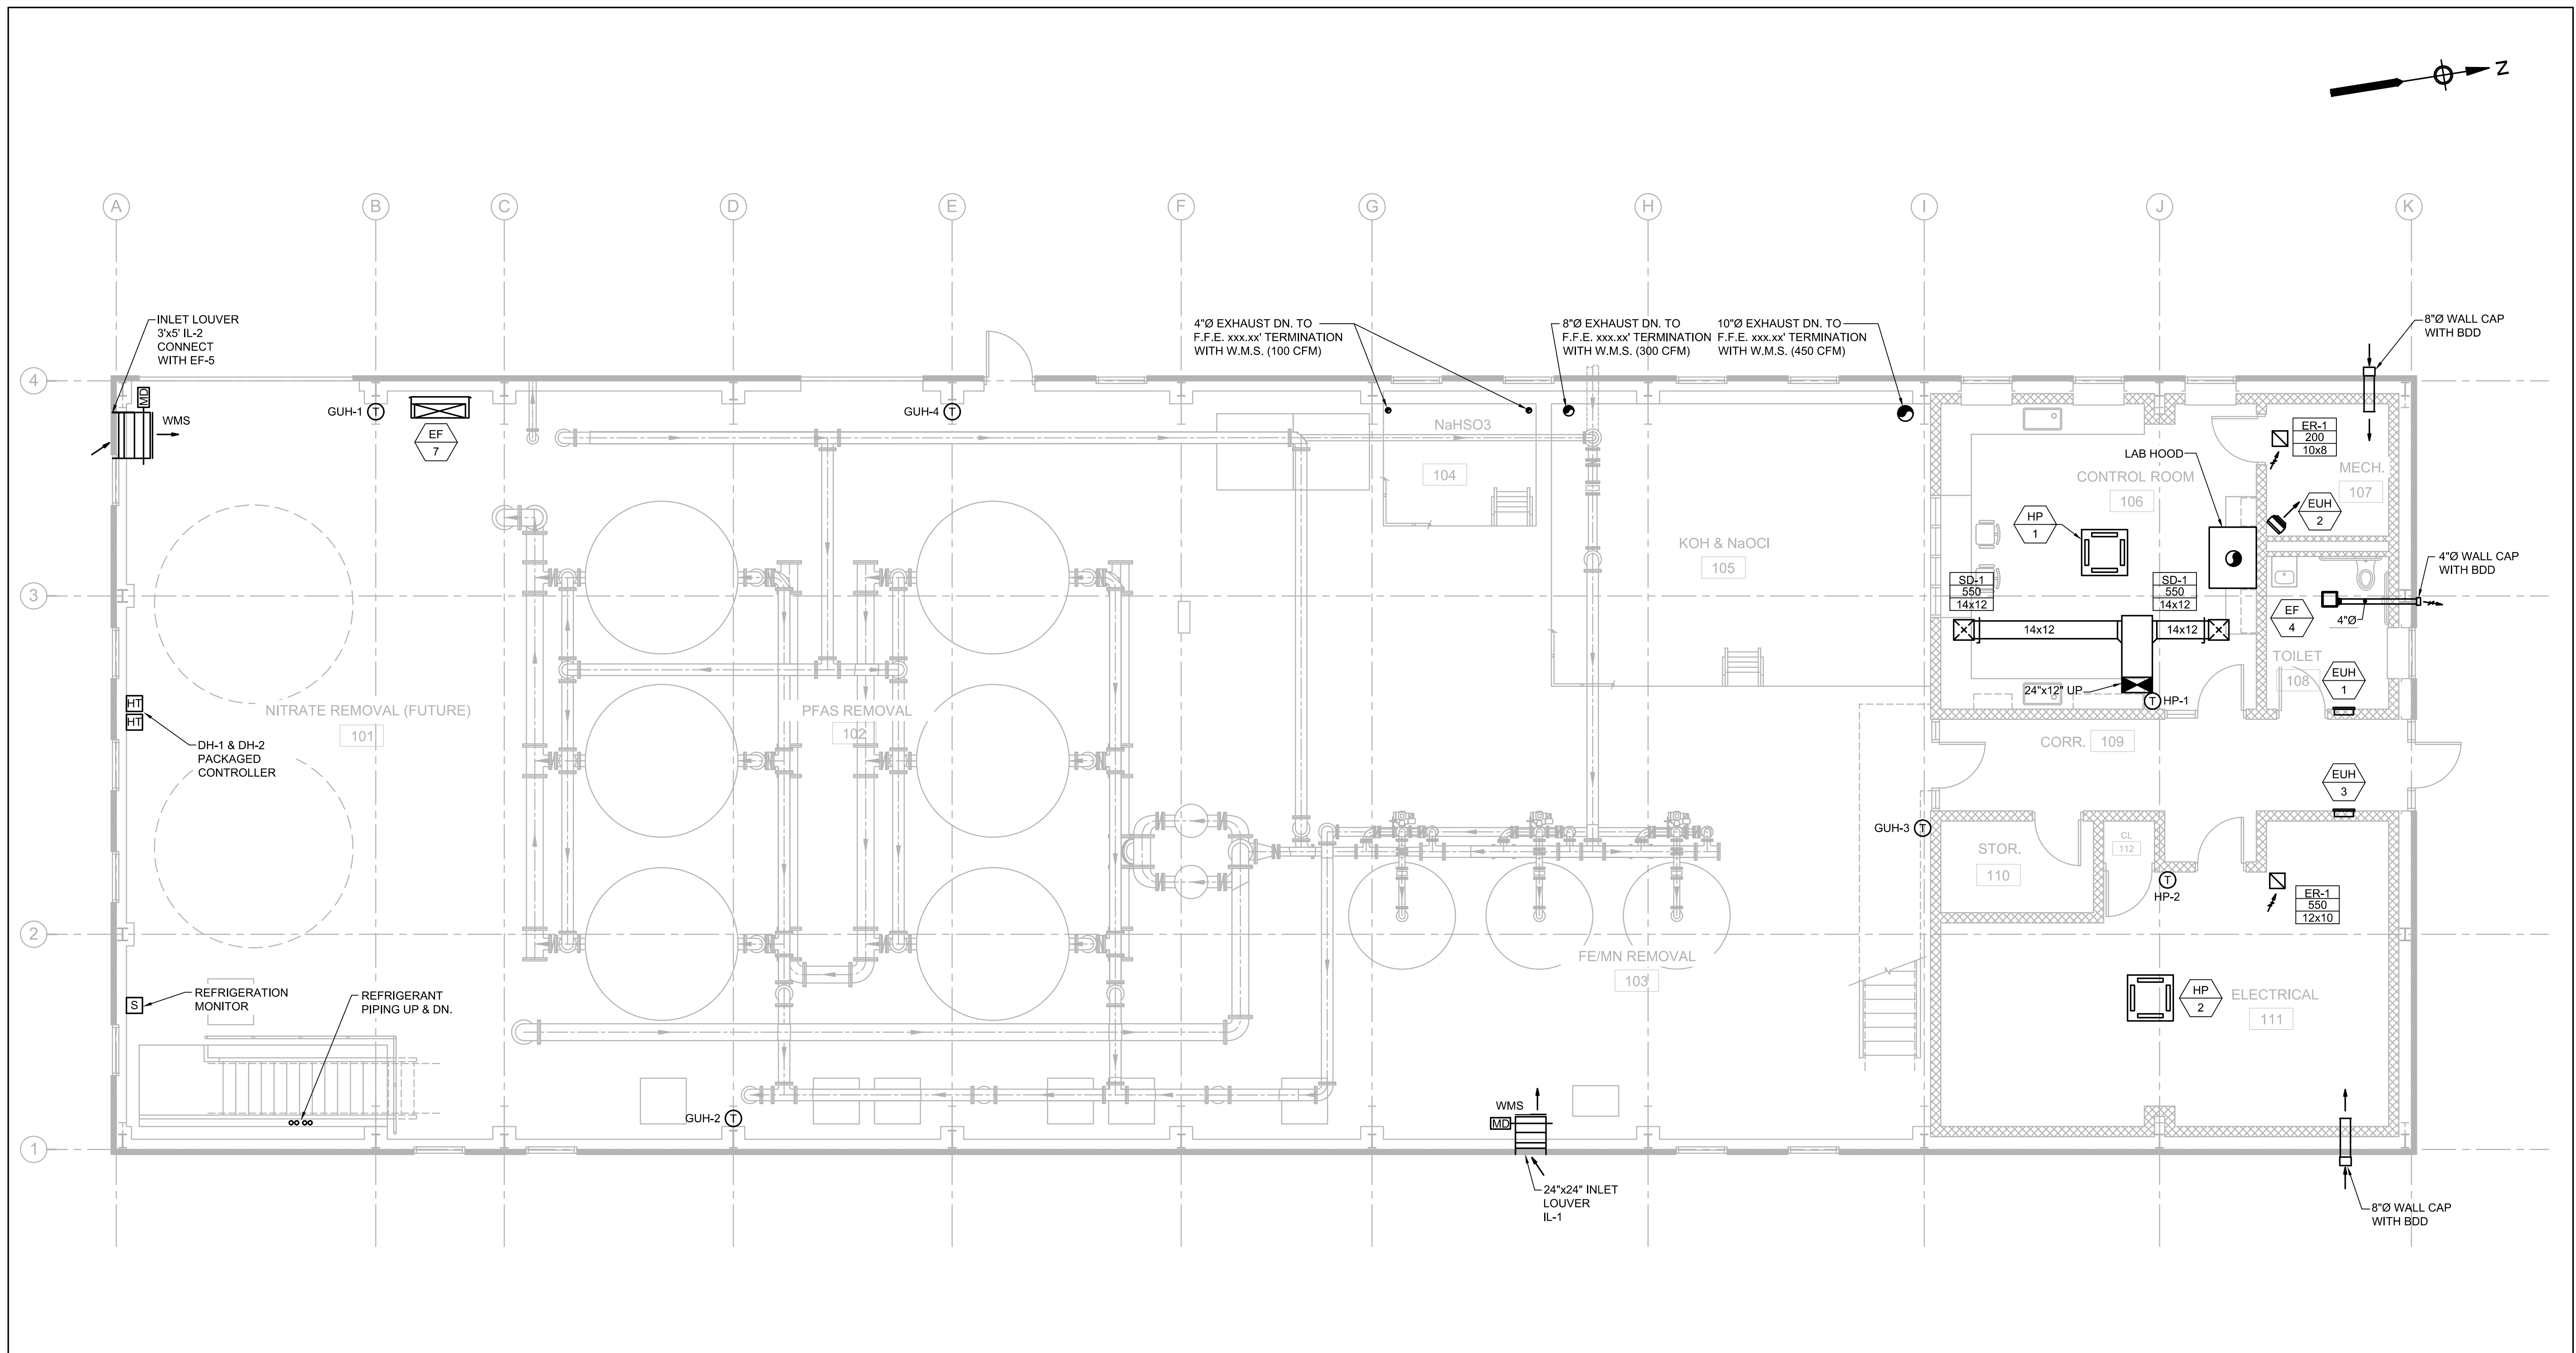 Z
A
B
C
D
E
F
G
H
I
J
K
4
3
2
1
INLET LOUVER
3'x5' IL-2
CONNECT
WITH EF-5
MD
WMS
GUH-1
T
EF
7
GUH-4
T
4"Ø EXHAUST DN. TO
F.F.E. xxx.xx' TERMINATION
WITH W.M.S. (100 CFM)
8"Ø EXHAUST DN. TO
F.F.E. xxx.xx' TERMINATION
WITH W.M.S. (300 CFM)
10"Ø EXHAUST DN. TO
F.F.E. xxx.xx' TERMINATION
WITH W.M.S. (450 CFM)
8"Ø WALL CAP
WITH BDD
NaHSO3
104
KOH & NaOCl
105
LAB HOOD
CONTROL ROOM
106
ER-1
200
10x8
MECH.
107
EUH
2
HP
1
4"Ø WALL CAP
WITH BDD
SD-1
550
14x12
SD-1
550
14x12
EF
4
4"Ø
14x12
14x12
TOILET
108
EUH
1
24"x12" UP
T
HP-1
HT
HT
DH-1 & DH-2
PACKAGED
CONTROLLER
NITRATE REMOVAL (FUTURE)
101
PFAS REMOVAL
102
CORR.
109
EUH
3
GUH-3
T
STOR.
110
CL
112
T
HP-2
ER-1
550
12x10
FE/MN REMOVAL
103
HP
2
ELECTRICAL
111
S
REFRIGERATION
MONITOR
REFRIGERANT
PIPING UP & DN.
GUH-2
T
WMS
MD
24"x24" INLET
LOUVER
IL-1
8"Ø WALL CAP
WITH BDD